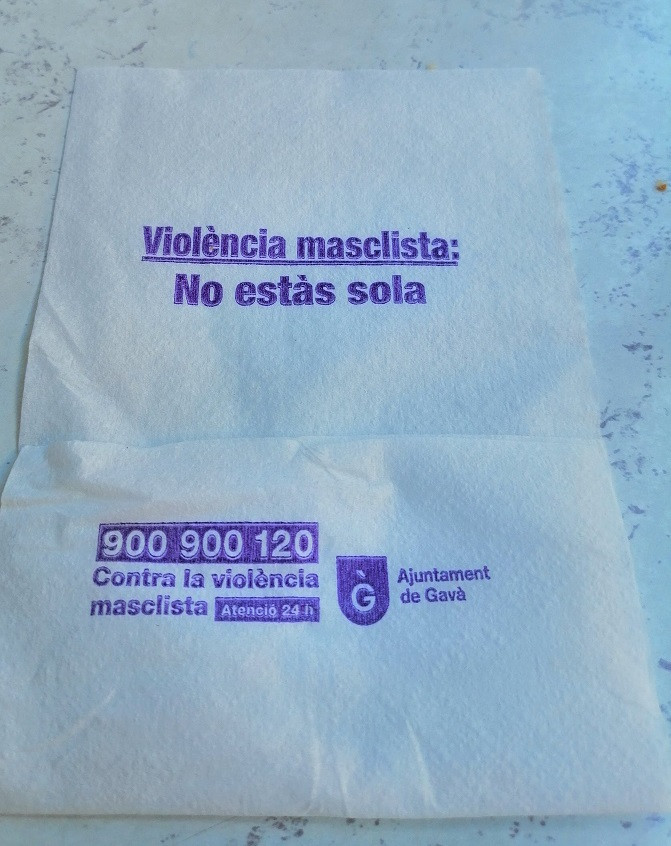 Violència masclista:
No estàs sola
900 900 120
Contra la violència
masclista Atenció 24 h
G̀
Ajuntament
de Gavà